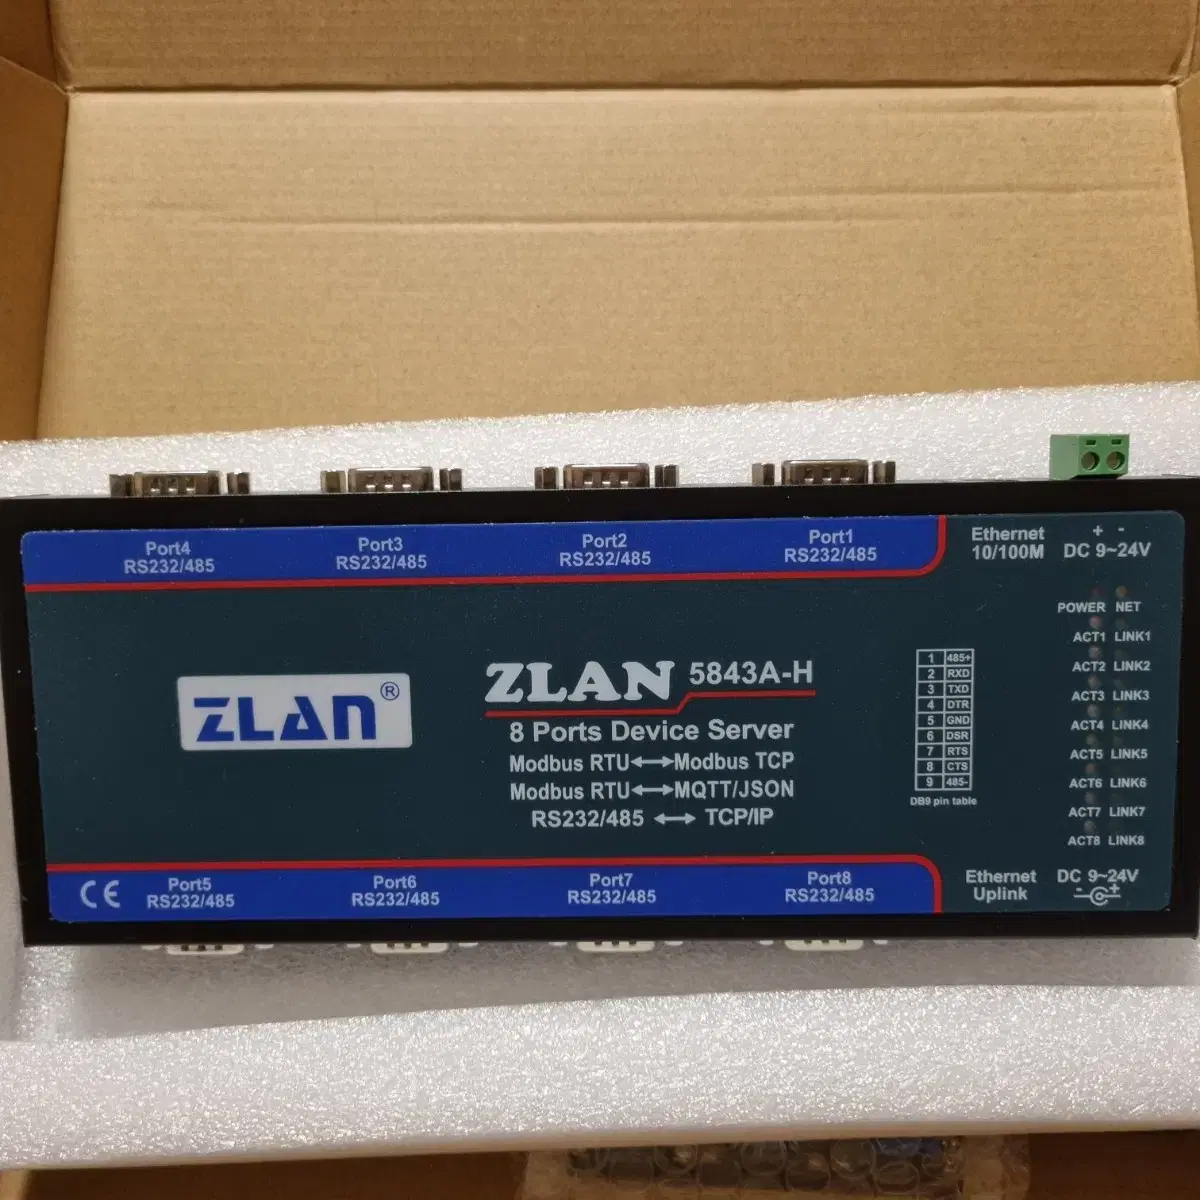 Port4
RS232/485
Port3
RS232/485
Port2
RS232/485
Port1
RS232/485
Ethernet
10/100M
+ -
DC 9~24V
POWER NET
ACT1 LINK1
ACT2 LINK2
ACT3 LINK3
ACT4 LINK4
ACT5 LINK5
ACT6 LINK6
ACT7 LINK7
ACT8 LINK8
ZLAN®
ZLAN 5843A-H
8 Ports Device Server
Modbus RTU↔Modbus TCP
Modbus RTU↔MQTT/JSON
RS232/485 ↔ TCP/IP
1 485+
2 RXD
3 TXD
4 DTR
5 GND
6 DSR
7 RTS
8 CTS
9 485-
DB9 pin table
CE
Port5
RS232/485
Port6
RS232/485
Port7
RS232/485
Port8
RS232/485
Ethernet
Uplink
DC 9~24V
- +